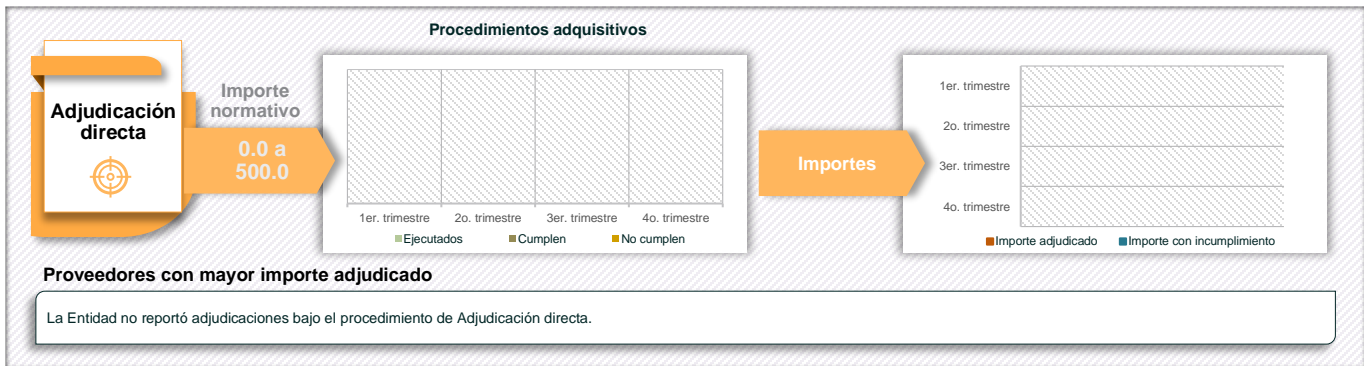 Procedimientos adquisitivos
Adjudicación
directa
Importe
normativo
0.0 a
500.0
1er. trimestre
2o. trimestre
3er. trimestre
4o. trimestre
Ejecutados
Cumplen
No cumplen
Importes
1er. trimestre
2o. trimestre
3er. trimestre
4o. trimestre
Importe adjudicado
Importe con incumplimiento
Proveedores con mayor importe adjudicado
La Entidad no reportó adjudicaciones bajo el procedimiento de Adjudicación directa.